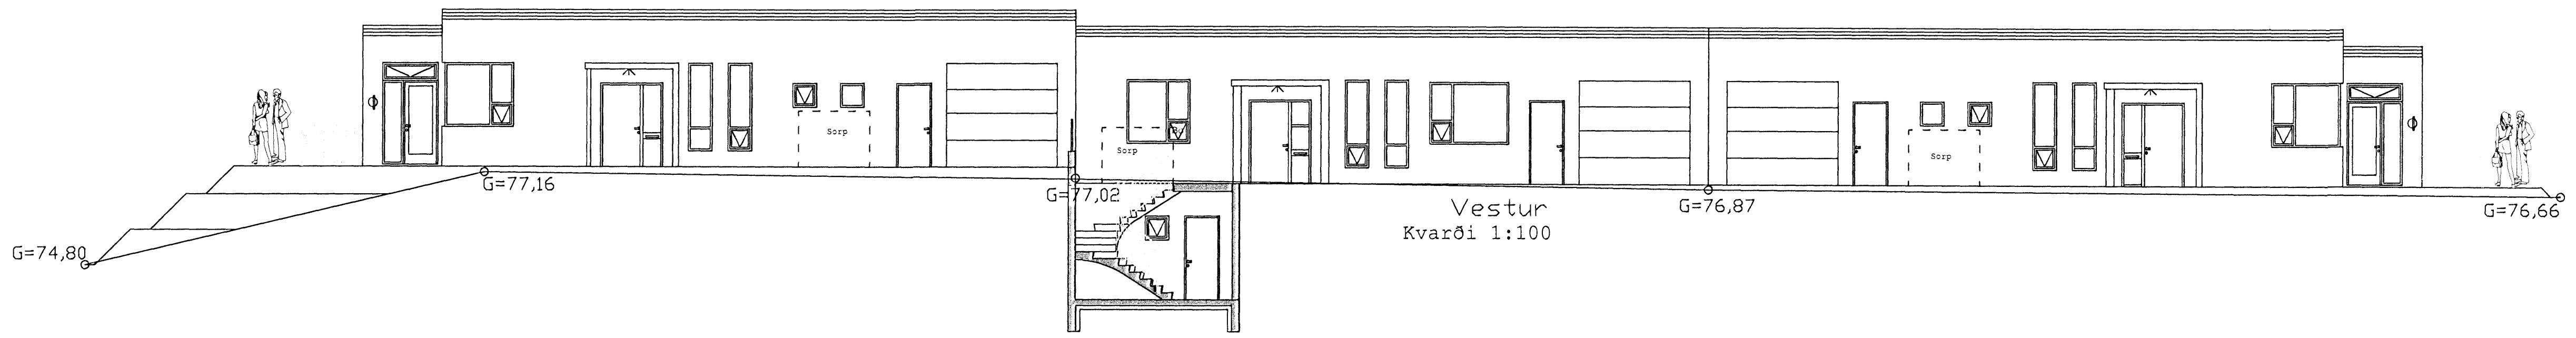 Sorp
Sorp
Sorp
G=77,16
G=77,02
G=76,87
G=76,66
Vestur
Kvarði 1:100
G=74,80